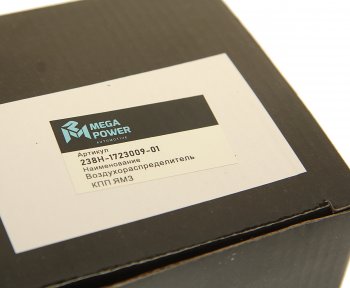 MEGA
POWER
AUTOMOTIVE
Артикул
238Н-1723009-01
Наименование
Воздухораспределитель
КПП ЯМЗ